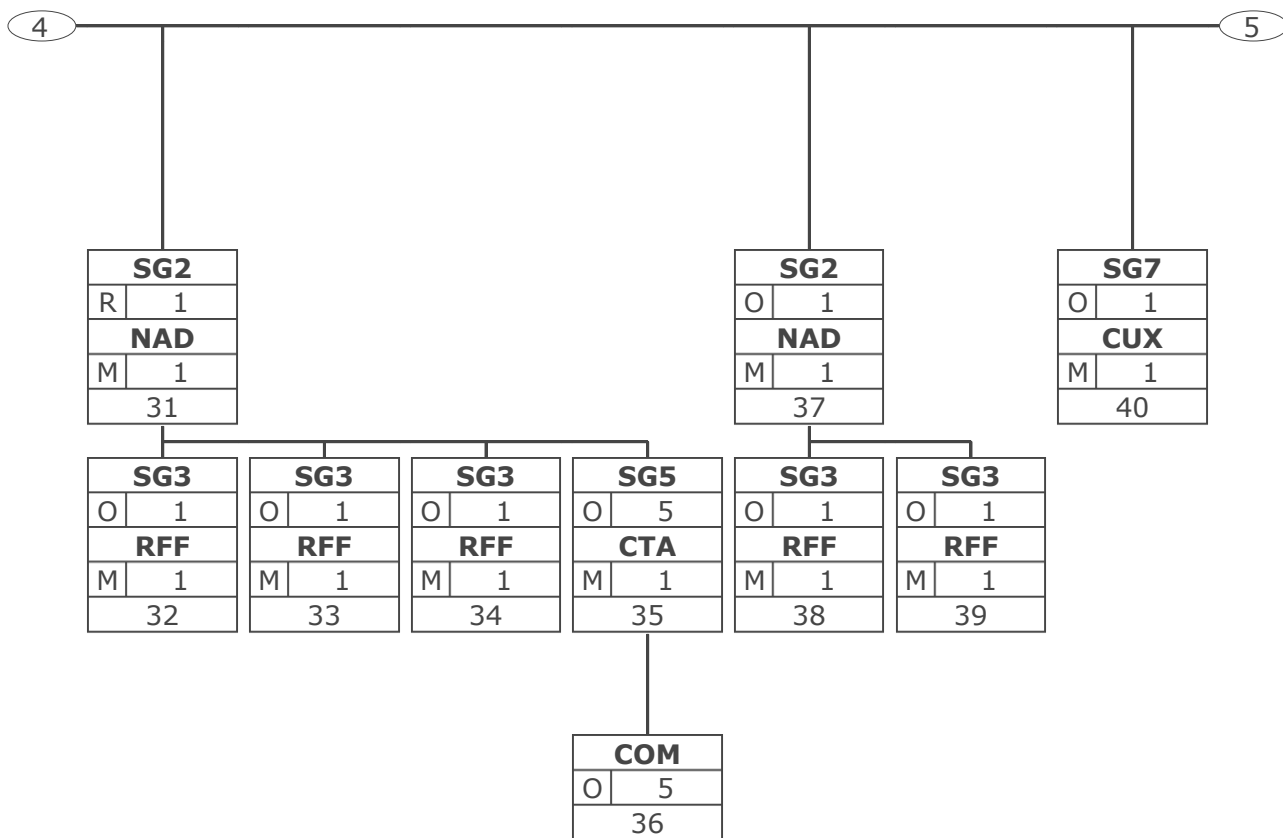 4 5
SG2 SG2 SG7
R 1 O 1 O 1
NAD NAD CUX
M 1 M 1 M 1
31 37 40
SG3 SG3 SG3 SG5 SG3 SG3
O 1 O 1 O 1 O 5 O 1 O 1
RFF RFF RFF CTA RFF RFF
M 1 M 1 M 1 M 1 M 1 M 1
32 33 34 35 38 39
COM
O 5
36